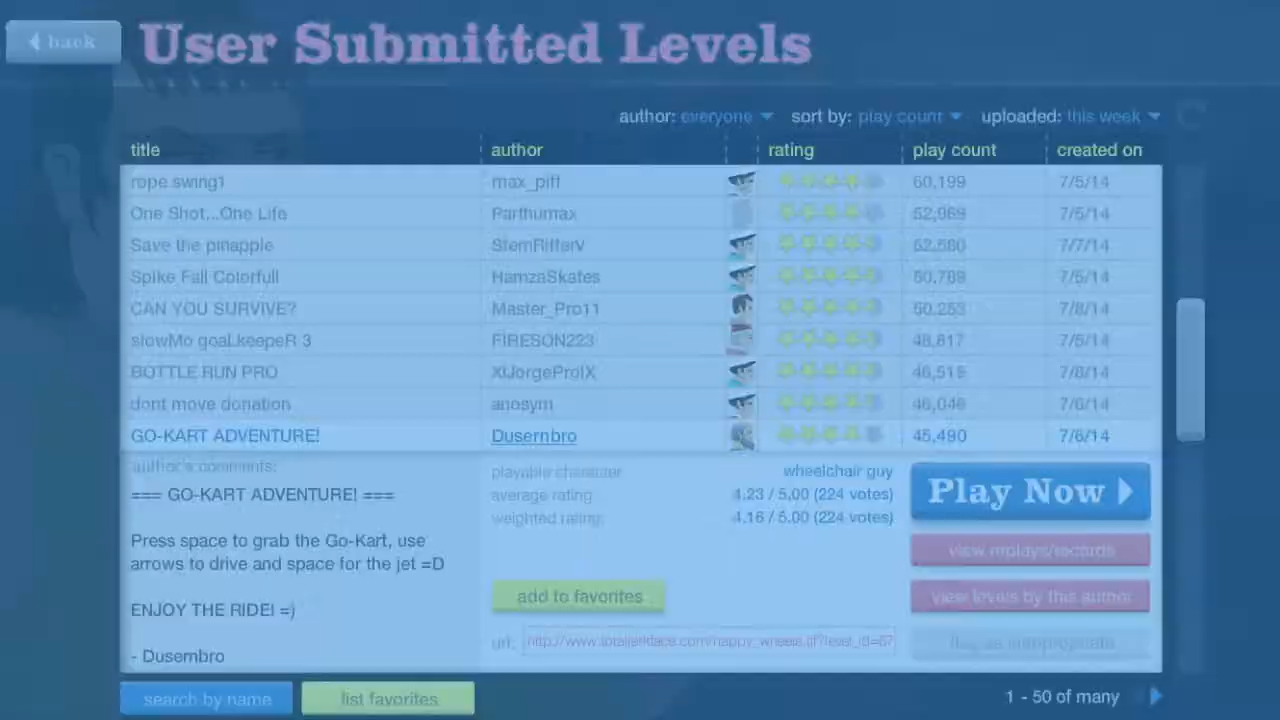 back
User Submitted Levels
author: everyone sort by: play count uploaded: this week
title author rating play count created on
rope swing1 max_piff 60,199 7/5/14
One Shot...One Life Parthumax 52,969 7/5/14
Save the pinapple StemRifterv 52,580 7/7/14
Spike Fall Colorfull HamzaSkates 50,789 7/5/14
CAN YOU SURVIVE? Master_Pro11 50,253 7/8/14
slowMo goaLkeepeR 3 FIRESON223 48,817 7/5/14
BOTTLE RUN PRO XlJorgeProlX 46,515 7/6/14
dont move donation anosym 46,046 7/6/14
GO-KART ADVENTURE! Dusernbro 45,490 7/6/14
author's comments:
=== GO-KART ADVENTURE! ===
Press space to grab the Go-Kart, use
arrows to drive and space for the jet =D
ENJOY THE RIDE! =)
- Dusembro
playable character: wheelchair guy
average rating: 4.23 / 5.00 (224 votes)
weighted rating: 4.16 / 5.00 (224 votes)
add to favorites
url:
Play Now
view replays/records
view levels by this author
flag as inappropriate
search by name list favorites 1 - 50 of many